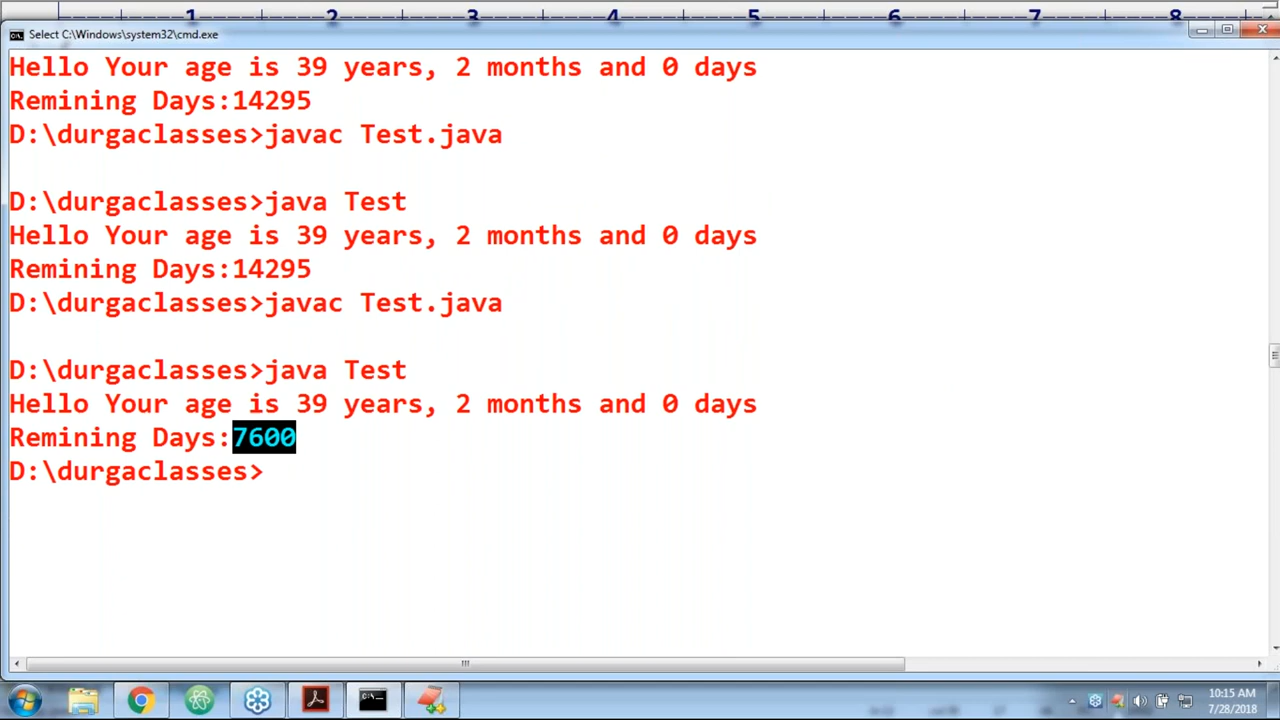 1 2 3 4 5 6 7 8
Select C:\Windows\system32\cmd.exe
Hello Your age is 39 years, 2 months and 0 days
Remining Days:14295
D:\durgaclasses>javac Test.java
D:\durgaclasses>java Test
Hello Your age is 39 years, 2 months and 0 days
Remining Days:14295
D:\durgaclasses>javac Test.java
D:\durgaclasses>java Test
Hello Your age is 39 years, 2 months and 0 days
Remining Days:7600
D:\durgaclasses>
10:15 AM
7/28/2018